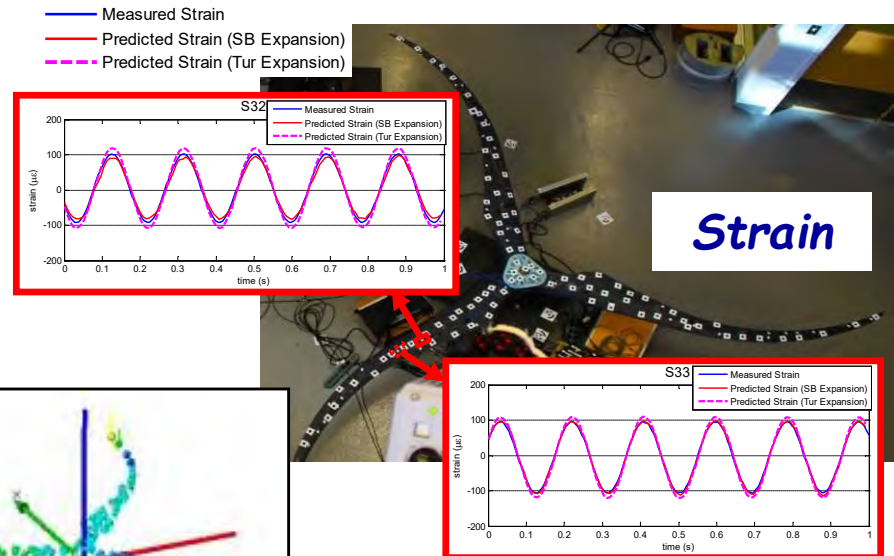 Measured Strain
Predicted Strain (SB Expansion)
Predicted Strain (Tur Expansion)
S32
Measured Strain
Predicted Strain (SB Expansion)
Predicted Strain (Tur Expansion)
200
100
0
-100
-200
strain (με)
0 0.1 0.2 0.3 0.4 0.5 0.6 0.7 0.8 0.9 1
time (s)
Strain
S33
Measured Strain
Predicted Strain (SB Expansion)
Predicted Strain (Tur Expansion)
200
100
0
-100
-200
strain (με)
0 0.1 0.2 0.3 0.4 0.5 0.6 0.7 0.8 0.9 1
time (s)